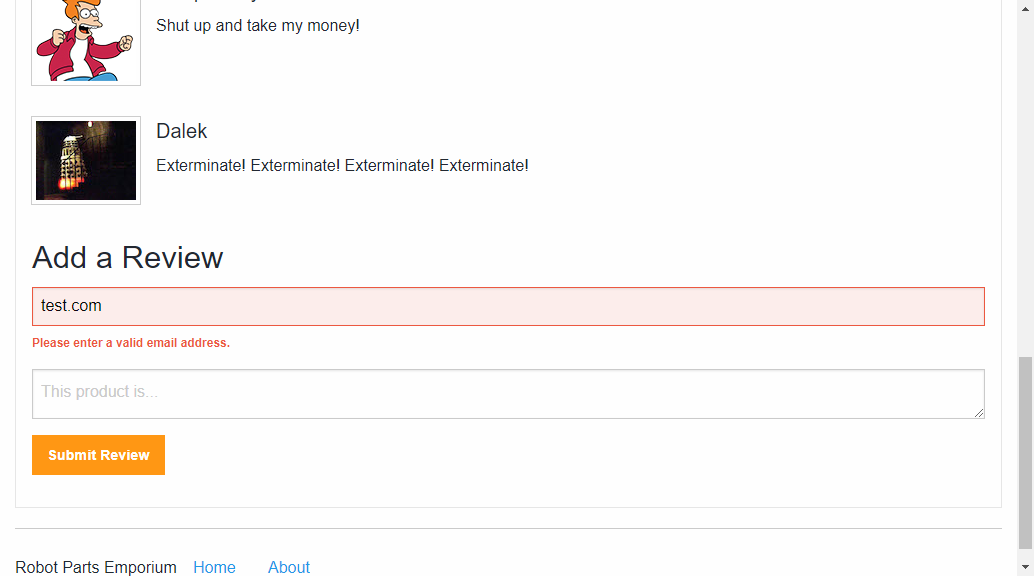 Shut up and take my money!
Dalek
Exterminate! Exterminate! Exterminate! Exterminate!
Add a Review
test.com
Please enter a valid email address.
This product is...
Submit Review
Robot Parts Emporium Home About